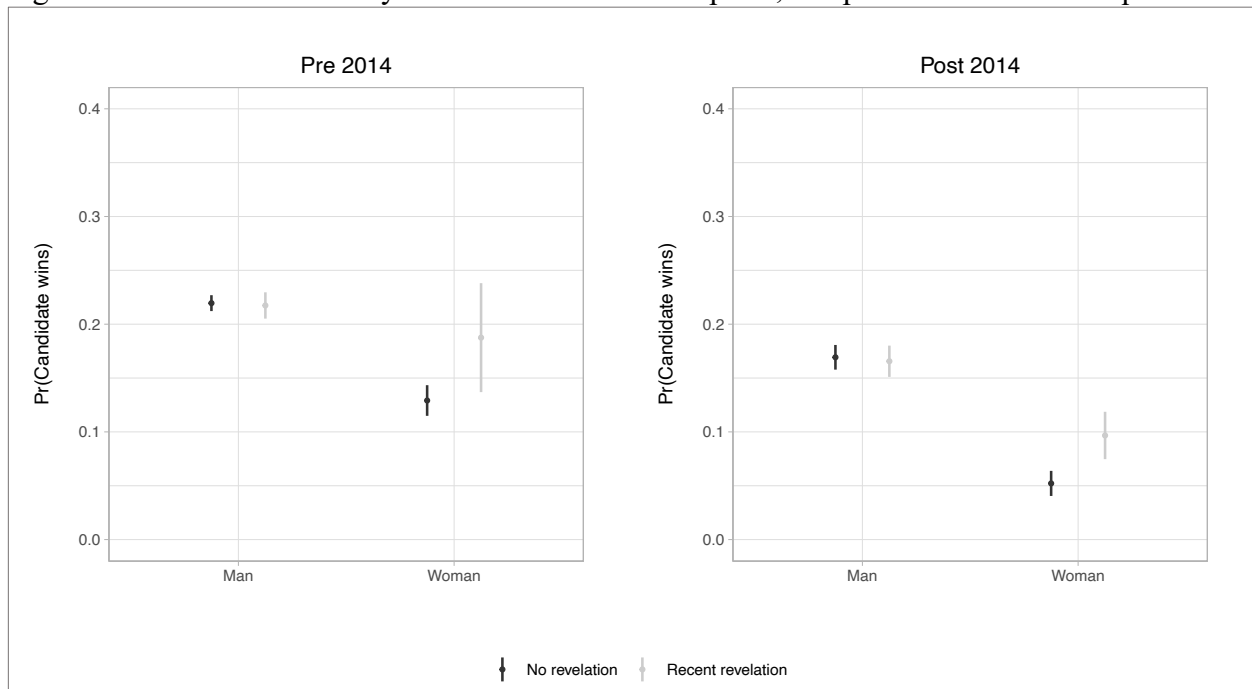 Pre 2014
Post 2014
Pr(Candidate wins)
0.4
0.3
0.2
0.1
0.0
Man
Woman
Pr(Candidate wins)
0.4
0.3
0.2
0.1
0.0
Man
Woman
No revelation
Recent revelation